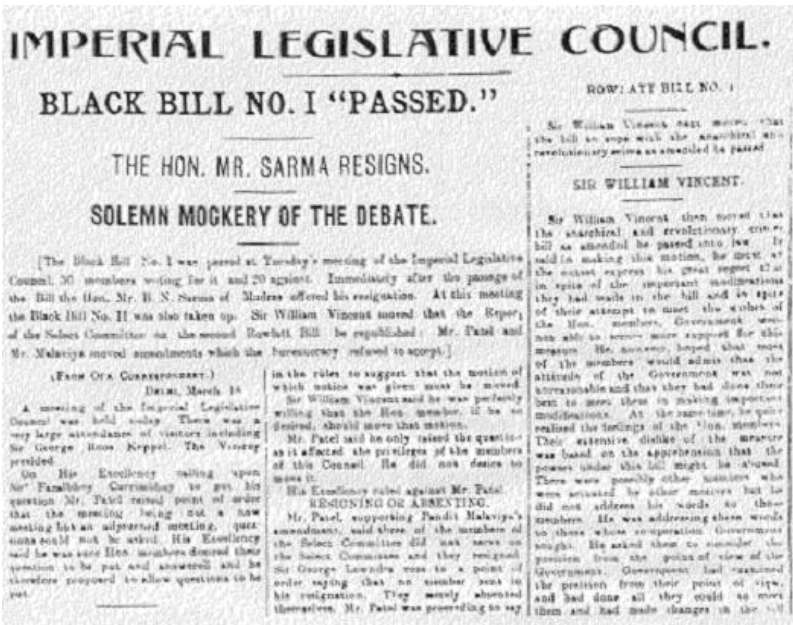 IMPERIAL LEGISLATIVE COUNCIL.
BLACK BILL NO. I "PASSED."
THE HON. MR. SARMA RESIGNS.
SOLEMN MOCKERY OF THE DEBATE.
[The Black Bill No. I was passed at Tuesday's meeting of the Imperial Legislative
Council, members voting for it and 20 against. Immediately after the passage of
the Bill the Hon. Mr. B. N. Sarma of Madras offered his resignation. At this meeting
the Black Bill No. II was also taken up. Sir William Vincent moved that the Report
of the Select Committee on the second Rowlatt Bill be republished: Mr. Patel and
Mr. Malaviya moved amendments which the bureaucracy refused to accept.]
(FROM OUR CORRESPONDENT.)
DELHI, March 18
A meeting of the Imperial Legislative
Council was held today. There was a
very large attendance of visitors including
Sir George Roos Keppel. The Viceroy
presided.
On His Excellency calling upon
Sir Fazulbhoy Currimbhoy to put his
question Mr. Patel raised point of order
that the meeting being not a new
meeting but an adjourned meeting, ques-
tions could not be asked. His Excellency
said he was sure Hon. members desired their
question to be put and answered and he
therefore proposed to allow questions to be
put.
in the rules to suggest that the motion of
which notice was given must be moved.
Sir William Vincent said he was perfectly
willing that the Hon. member, if he so
desired, should move that motion.
Mr. Patel said he only raised the question
as it affected the privileges of the members
of this Council. He did not desire to
move it.
His Excellency ruled against Mr. Patel.
RESIGNING OR ABSENTING.
Mr. Patel, supporting Pandit Malaviya's
amendment, said three of the members of
the Select Committee did not serve on
the Select Committee and they resigned.
Sir George Lowndes rose to a point of
order saying that no member sent in
his resignation. They merely absented
themselves. Mr. Patel was proceeding to say
ROWLATT BILL NO. I
Sir William Vincent next moved that
the bill to cope with the anarchical and
revolutionary crime as amended be passed.
SIR WILLIAM VINCENT.
Sir William Vincent then moved that
the anarchical and revolutionary crimes
bill as amended be passed into law. He
said in making this motion, he must at
the outset express his great regret that
in spite of the important modifications
they had made in the bill and in spite
of their attempt to meet the wishes of
the Hon. members, Government were
not able to secure more support for this
measure. He however hoped that most
of the members would admit that the
attitude of the Government was not
unreasonable and that they had done their
best to meet them in making important
modifications. At the same time, he quite
realised the feelings of the Hon. members.
Their extensive dislike of the measure
was based on the apprehension that the
powers under this bill might be abused.
There were possibly other members who
were actuated by other motives but he
did not address his words to those
members. He was addressing these words
to those whose co-operation Government
sought. He asked them to consider the
position from the point of view of the
Government. Government had examined
the position from their point of view,
and had done all they could to meet
them and had made changes in the bill